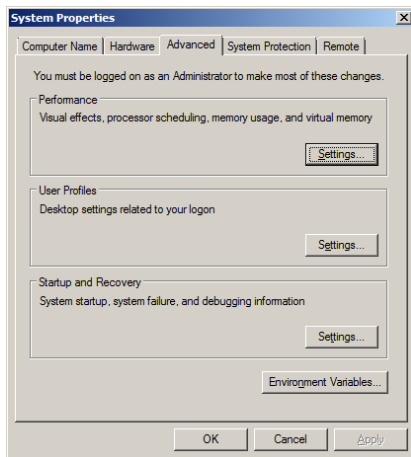 System Properties
Computer Name Hardware Advanced System Protection Remote
You must be logged on as an Administrator to make most of these changes.
Performance
Visual effects, processor scheduling, memory usage, and virtual memory
Settings...
User Profiles
Desktop settings related to your logon
Settings...
Startup and Recovery
System startup, system failure, and debugging information
Settings...
Environment Variables...
OK Cancel Apply